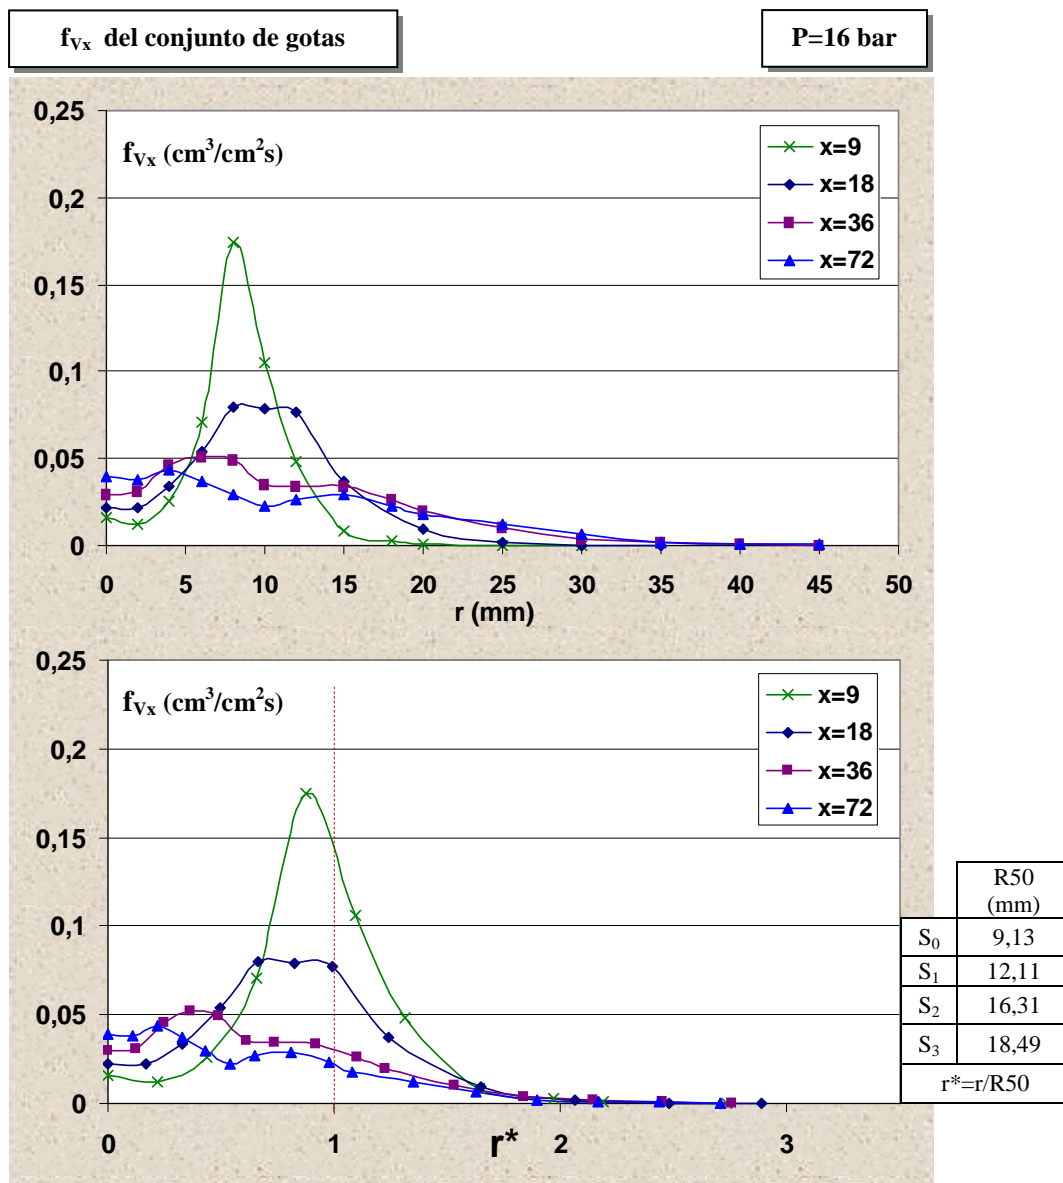 f_Vx del conjunto de gotas
P=16 bar
0,25
0,2
0,15
0,1
0,05
0
f_Vx (cm³/cm²s)
x=9
x=18
x=36
x=72
0 5 10 15 20 25 30 35 40 45 50
r (mm)
0,25
0,2
0,15
0,1
0,05
0
f_Vx (cm³/cm²s)
x=9
x=18
x=36
x=72
0 1 r* 2 3
R50
(mm)
S₀ 9,13
S₁ 12,11
S₂ 16,31
S₃ 18,49
r*=r/R50